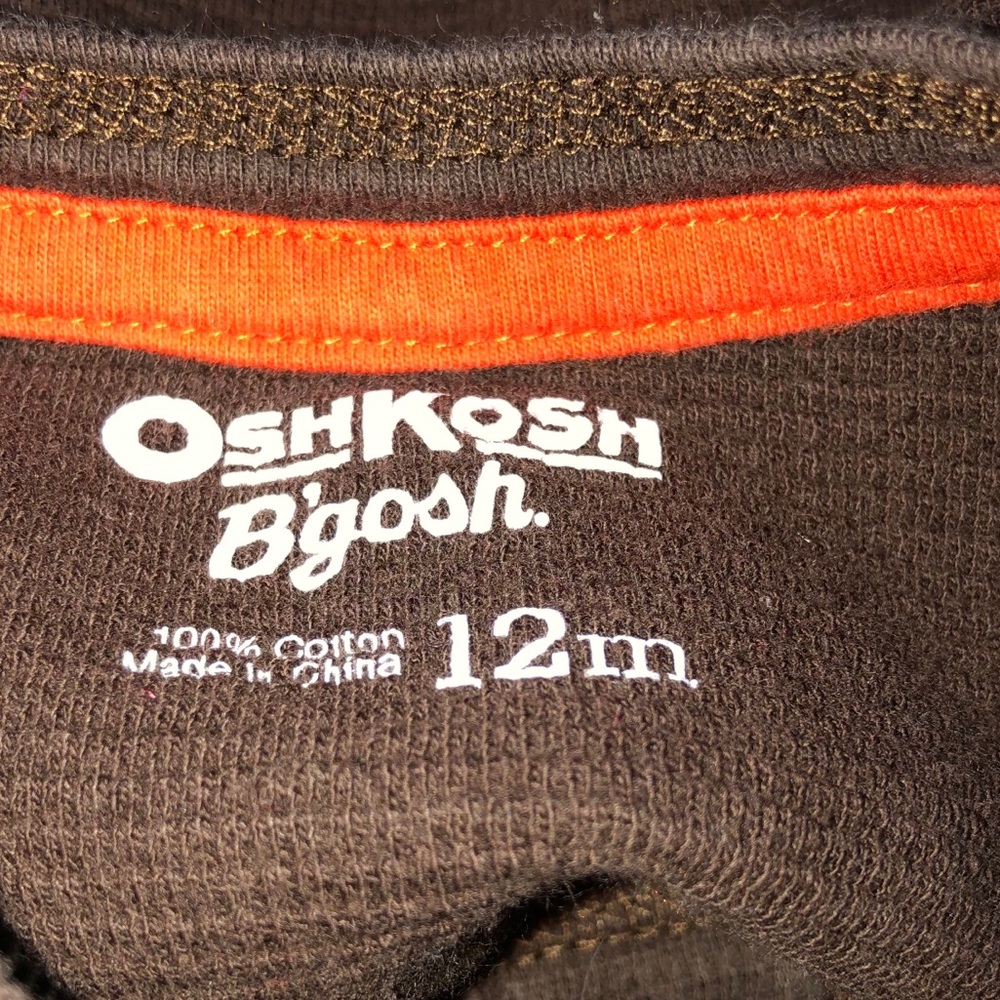 OSHKOSH
B'gosh.
100% Cotton
Made in China
12m